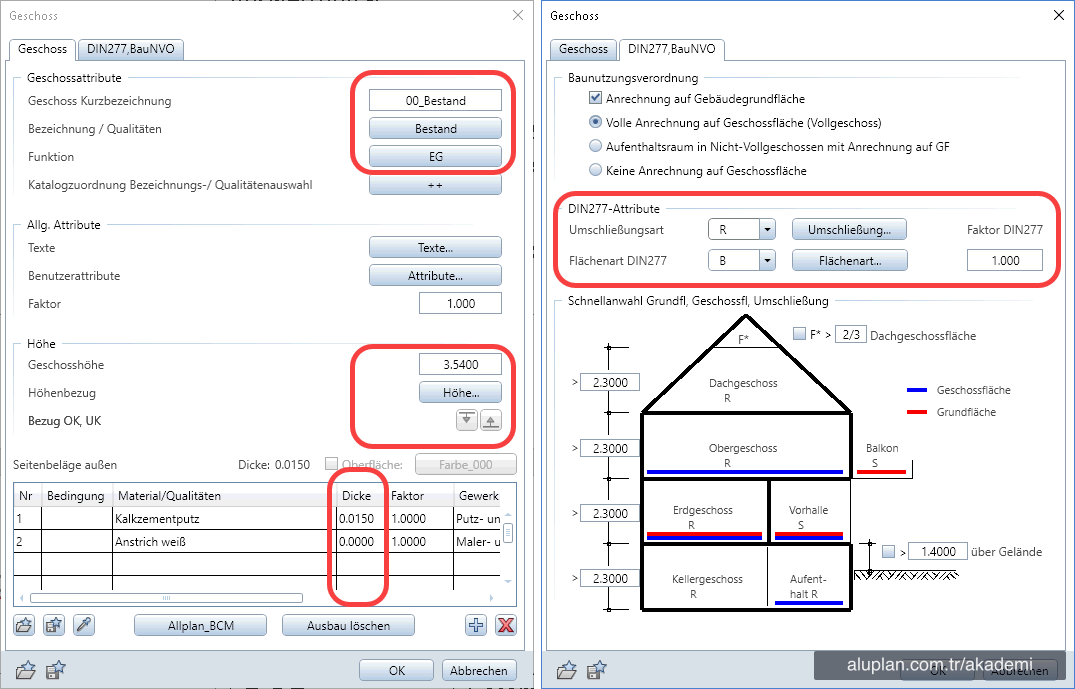 Geschoss
Geschoss DIN277,BauNVO
Geschossattribute
Geschoss Kurzbezeichnung 00_Bestand
Bezeichnung / Qualitäten Bestand
Funktion EG
Katalogzuordnung Bezeichnungs-/ Qualitätenauswahl ++
Allg. Attribute
Texte Texte...
Benutzerattribute Attribute...
Faktor 1.000
Höhe
Geschosshöhe 3.5400
Höhenbezug Höhe...
Bezug OK, UK
Seitenbeläge außen Dicke: 0.0150 Oberfläche: Farbe_000
Nr Bedingung Material/Qualitäten Dicke Faktor Gewerk
1 Kalkzementputz 0.0150 1.0000 Putz- un
2 Anstrich weiß 0.0000 1.0000 Maler- u
Allplan_BCM Ausbau löschen
OK Abbrechen
Geschoss
Geschoss DIN277,BauNVO
Baunutzungsverordnung
Anrechnung auf Gebäudegrundfläche
Volle Anrechnung auf Geschossfläche (Vollgeschoss)
Aufenthaltsraum in Nicht-Vollgeschossen mit Anrechnung auf GF
Keine Anrechnung auf Geschossfläche
DIN277-Attribute
Umschließungsart R Umschließung... Faktor DIN277
Flächenart DIN277 B Flächenart... 1.000
Schnellanwahl Grundfl, Geschossfl, Umschließung
F* F* > 2/3 Dachgeschossfläche
> 2.3000 Dachgeschoss
R
Geschossfläche
Grundfläche
> 2.3000 Obergeschoss
R
Balkon
S
> 2.3000 Erdgeschoss
R
Vorhalle
S
> 1.4000 über Gelände
> 2.3000 Kellergeschoss
R
Aufent-
halt R
aluplan.com.tr/akademi
OK Abbrechen